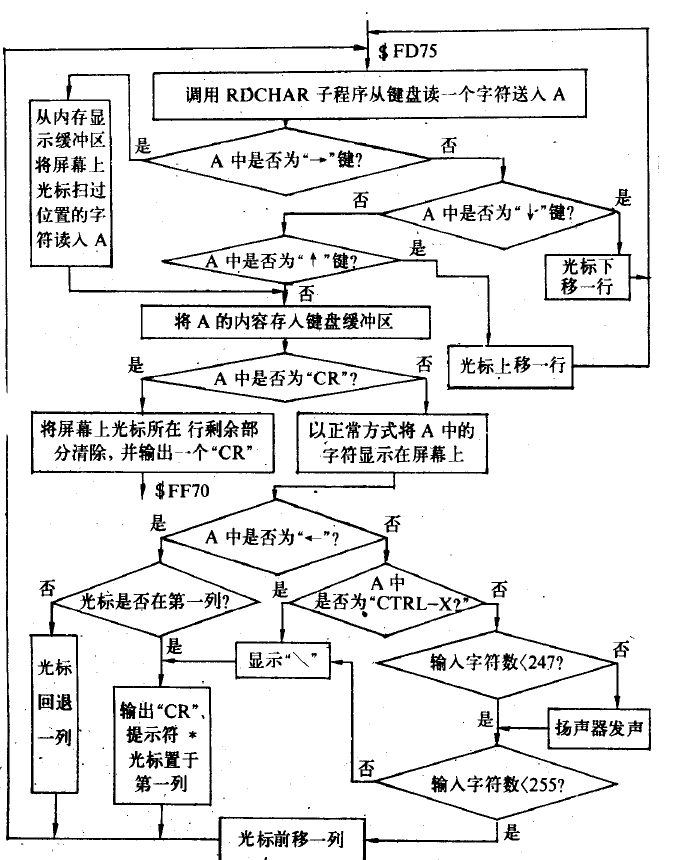 $FD75
调用 RDCHAR 子程序从键盘读一个字符送入 A
从内存显
示缓冲区
将屏幕上
光标扫过
位置的字
符读入 A
是
A 中是否为“→”键?
否
否
A 中是否为“↓”键?
是
A 中是否为“↑”键?
是
光标下
移一行
否
将 A 的内容存入键盘缓冲区
光标上移一行
是
A 中是否为“CR”?
否
将屏幕上光标所在 行剩余部
分清除,并输出一个“CR”
以正常方式将 A 中的
字符显示在屏幕上
$FF70
是
A 中是否为“←”?
否
否
光标是否在第一列?
是
A 中
是否为“CTRL-X?”
否
是
显示“\”
输入字符数<247?
否
光标
回退
一列
输出“CR”、
提示符 *
光标置于
第一列
是
扬声器发声
否
输入字符数<255?
是
光标前移一列